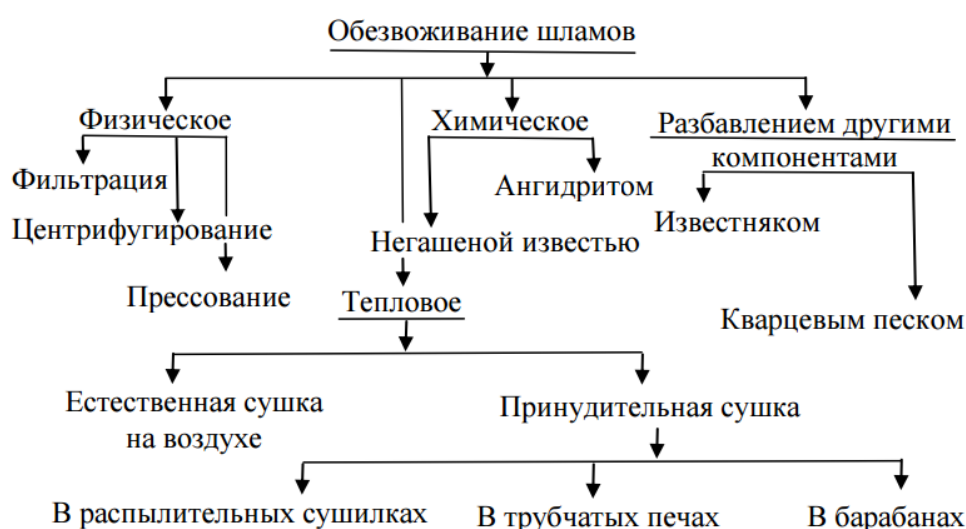 Обезвоживание шламов
Физическое
Химическое
Разбавлением другими
компонентами
Фильтрация
Ангидритом
Центрифугирование
Негашеной известью
Известняком
Прессование
Тепловое
Кварцевым песком
Естественная сушка
на воздухе
Принудительная сушка
В распылительных сушилках
В трубчатых печах
В барабанах